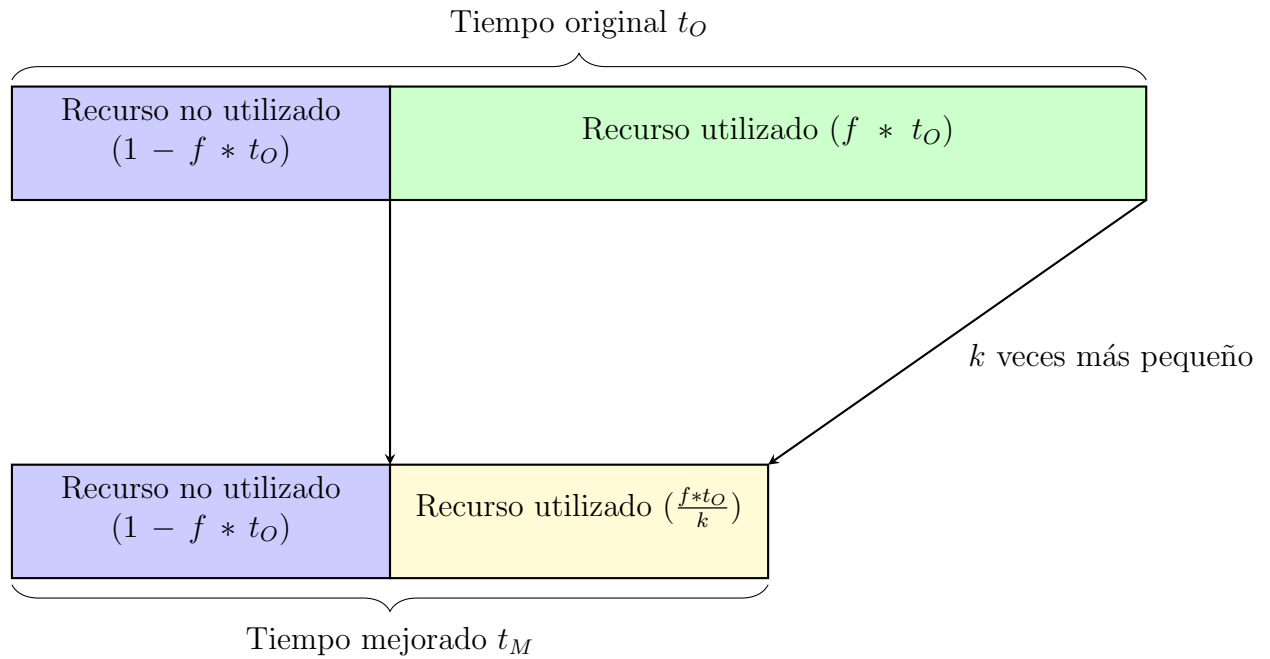 Tiempo original $t_O$
Recurso no utilizado
$(1 - f * t_O)$
Recurso utilizado $(f * t_O)$
$k$ veces más pequeño
Recurso no utilizado
$(1 - f * t_O)$
Recurso utilizado $(\frac{f*t_O}{k})$
Tiempo mejorado $t_M$